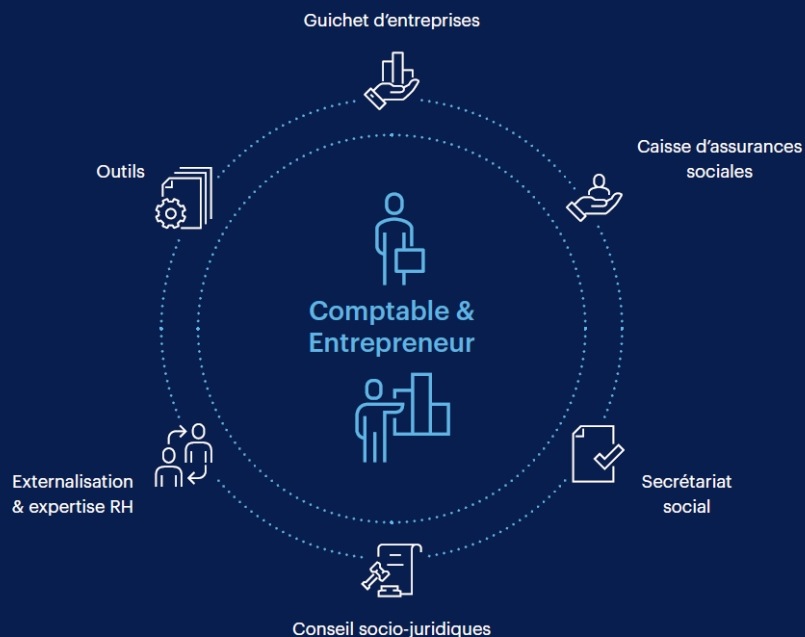 Guichet d'entreprises
Caisse d'assurances
sociales
Outils
Comptable &
Entrepreneur
Externalisation
& expertise RH
Secrétariat
social
Conseil socio-juridiques